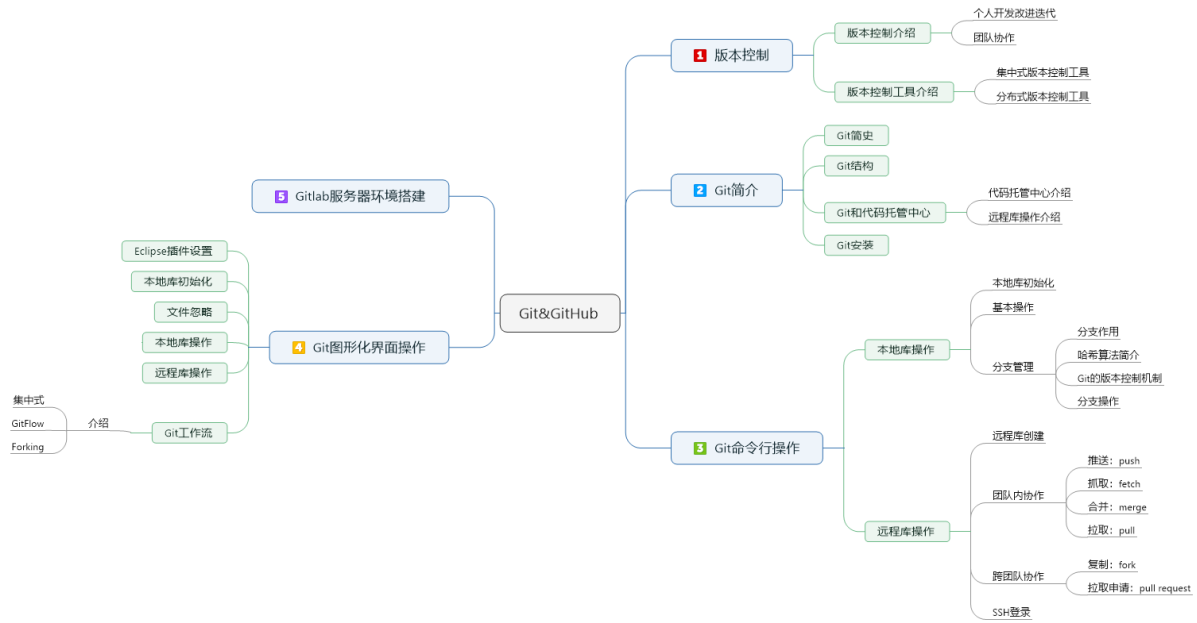 Git&GitHub
1 版本控制
版本控制介绍
个人开发改进迭代
团队协作
版本控制工具介绍
集中式版本控制工具
分布式版本控制工具
2 Git简介
Git简史
Git结构
Git和代码托管中心
代码托管中心介绍
远程库操作介绍
Git安装
3 Git命令行操作
本地库操作
本地库初始化
基本操作
分支管理
分支作用
哈希算法简介
Git的版本控制机制
分支操作
远程库操作
远程库创建
团队内协作
推送：push
抓取：fetch
合并：merge
拉取：pull
跨团队协作
复制：fork
拉取申请：pull request
SSH登录
4 Git图形化界面操作
Eclipse插件设置
本地库初始化
文件忽略
本地库操作
远程库操作
Git工作流
介绍
集中式
GitFlow
Forking
5 Gitlab服务器环境搭建